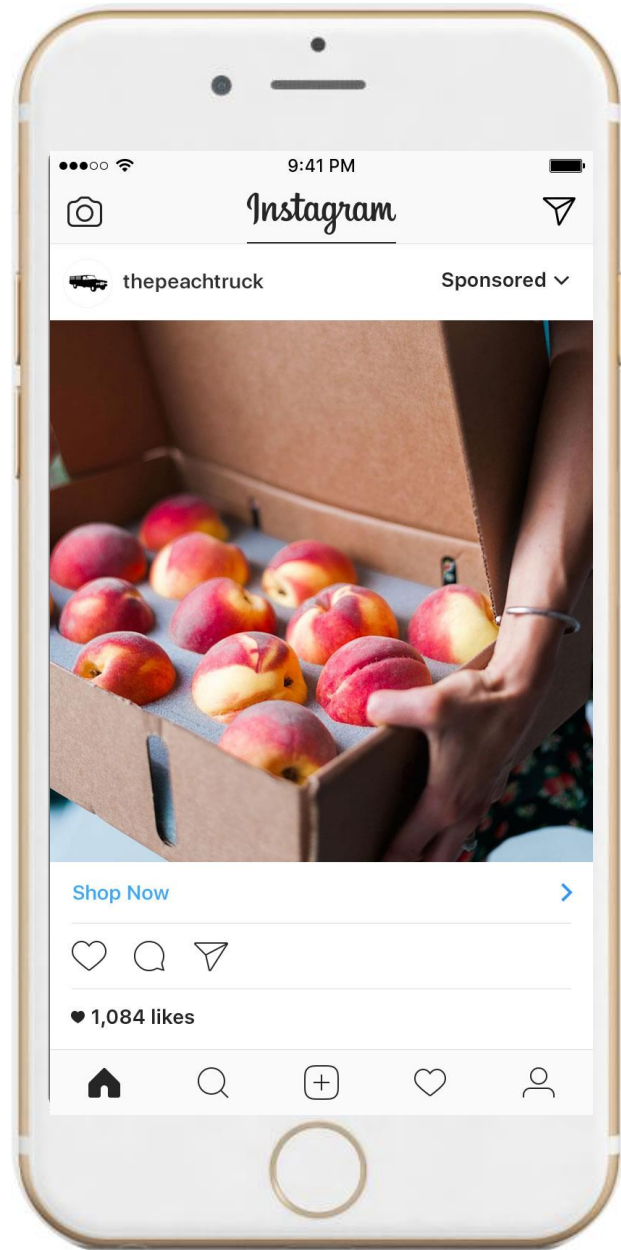 9:41 PM
Instagram
thepeachtruck Sponsored
Shop Now
1,084 likes